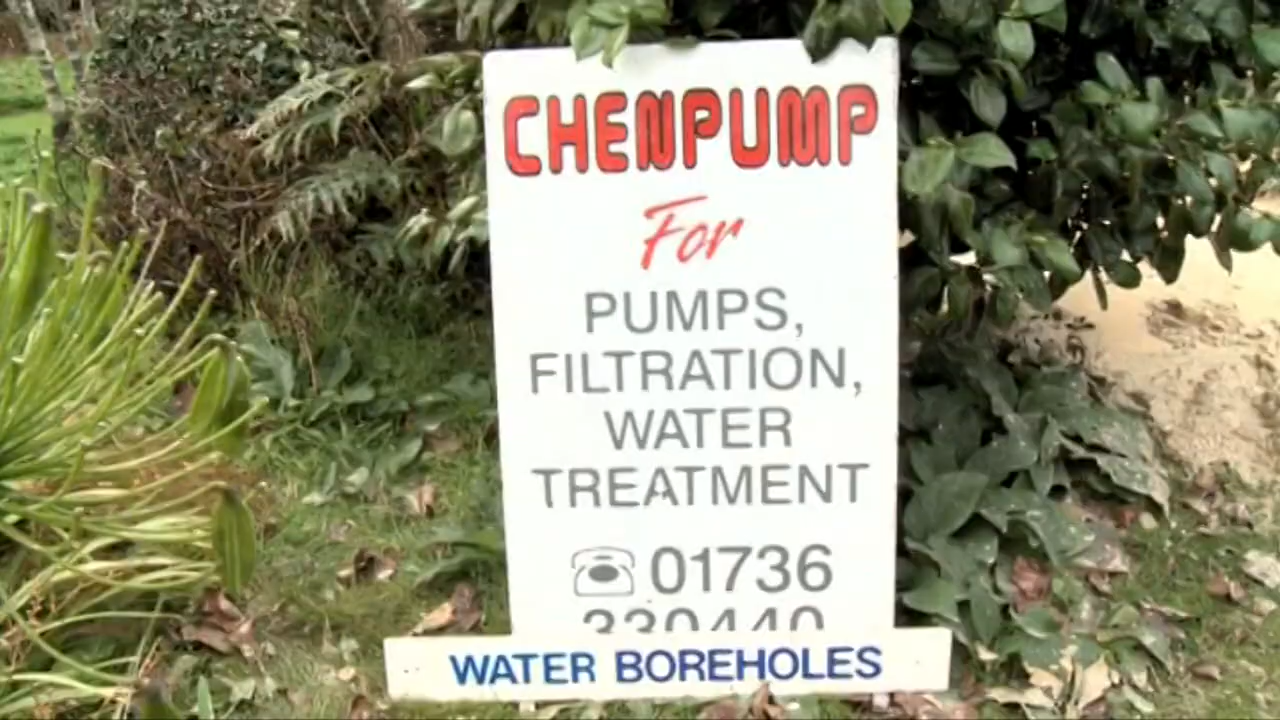 CHENPUMP
For
PUMPS,
FILTRATION,
WATER
TREATMENT
01736
WATER BOREHOLES